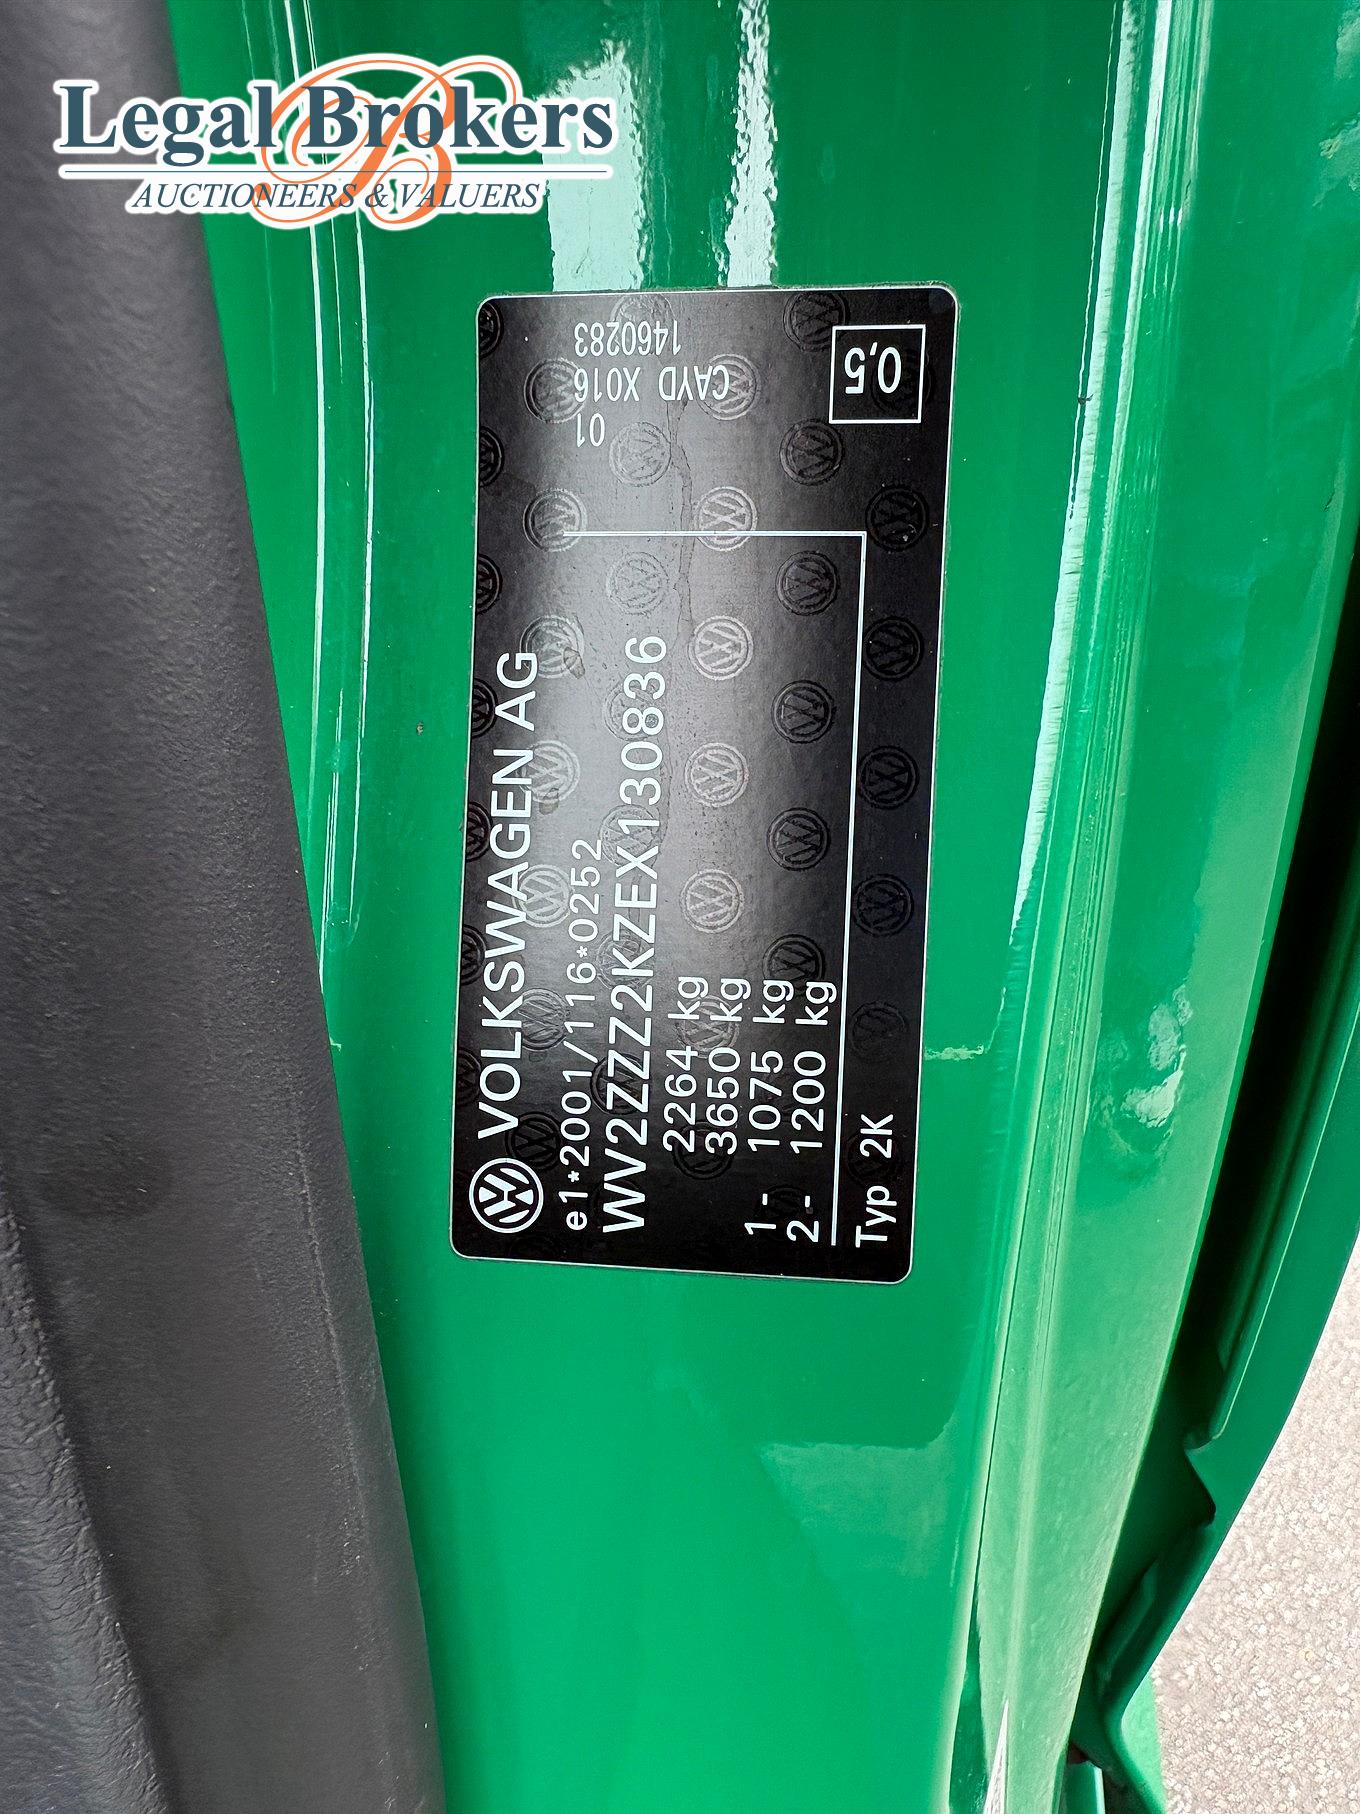 Legal Brokers
AUCTIONEERS & VALUERS
VOLKSWAGEN AG
e1*2001/116*0252
WV2ZZZ2KZEX130836
2264 kg
3650 kg
1- 1075 kg
2- 1200 kg
Typ 2K
01
CAYD X016
1460283
0,5